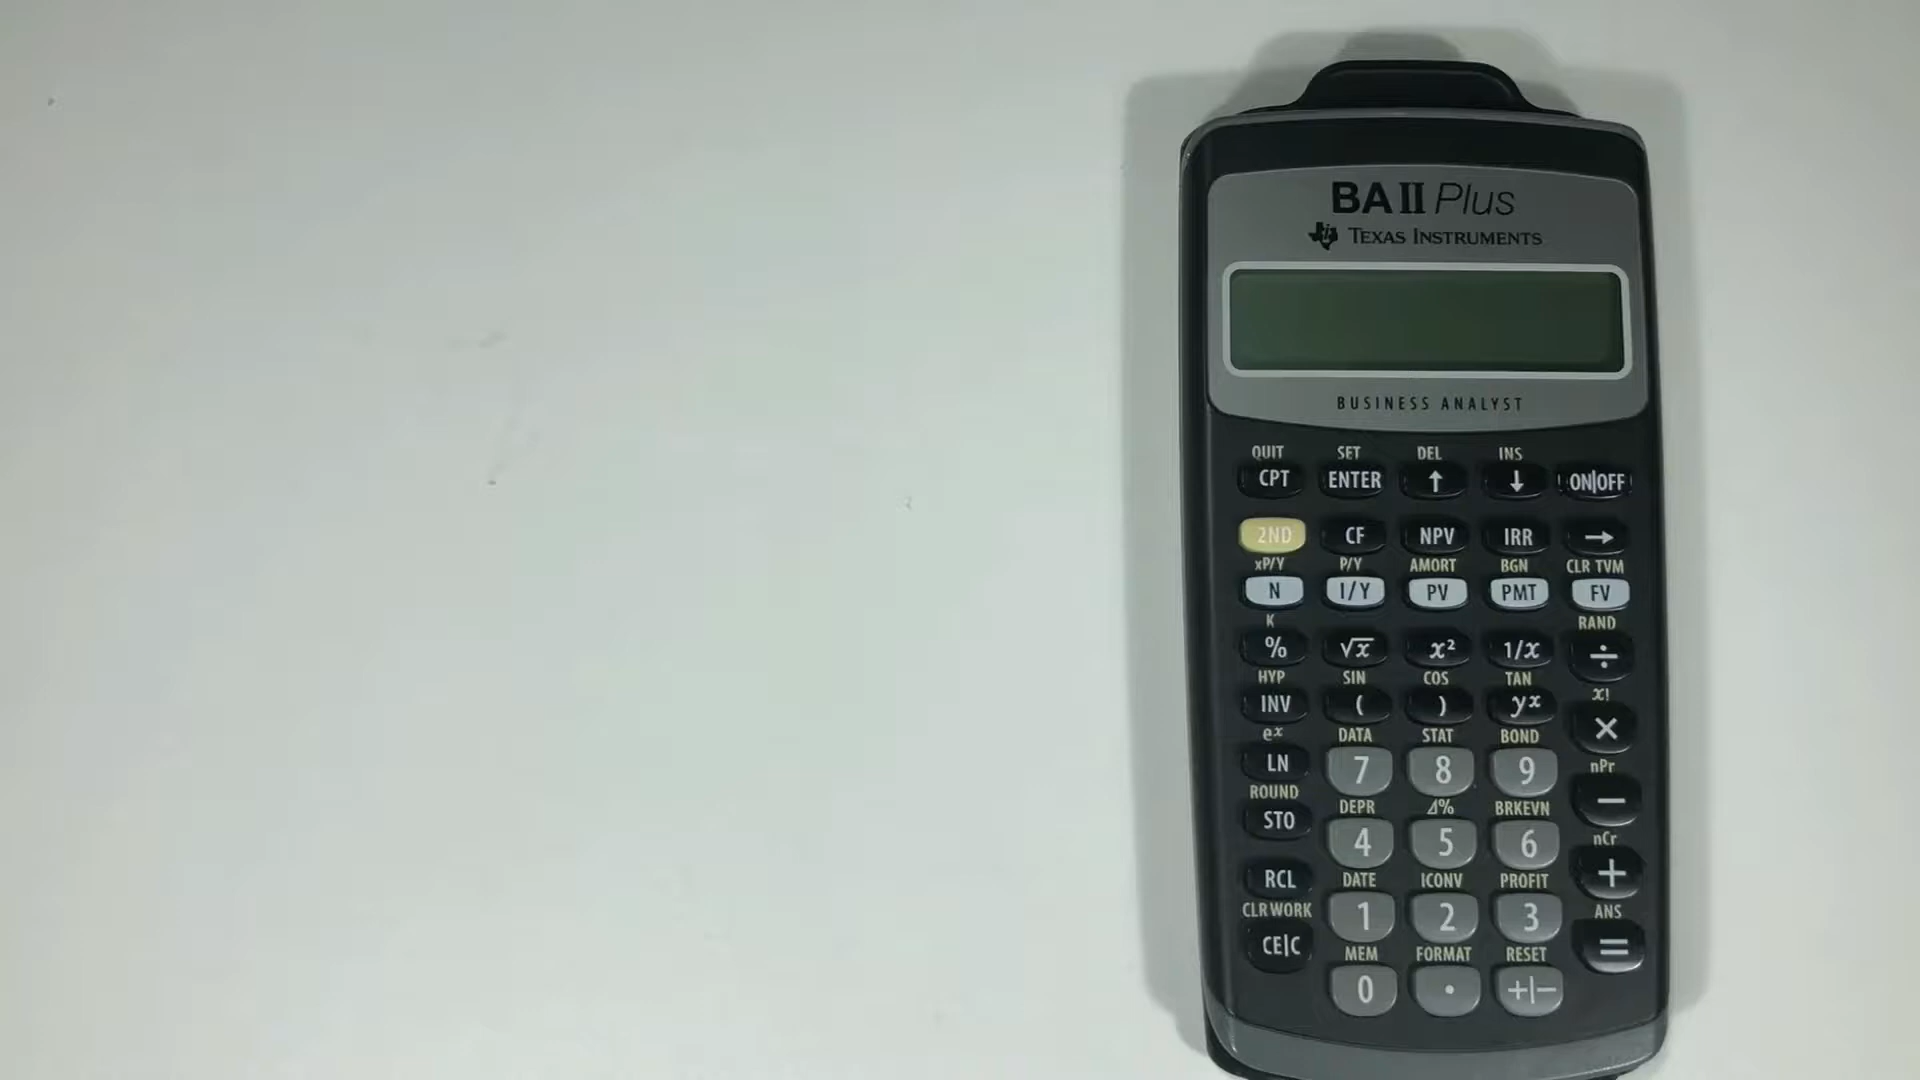 BA II Plus
TEXAS INSTRUMENTS
BUSINESS ANALYST
QUIT SET DEL INS
CPT ENTER ↑ ↓ ON|OFF
2ND CF NPV IRR →
xP/Y P/Y AMORT BGN CLR TVM
N I/Y PV PMT FV
K RAND
% √x x² 1/x ÷
HYP SIN COS TAN x!
INV ( ) yˣ ×
eˣ DATA STAT BOND nPr
LN 7 8 9 −
ROUND DEPR Δ% BRKEVN nCr
STO 4 5 6 +
RCL DATE ICONV PROFIT ANS
CLR WORK 1 2 3 =
CE|C MEM FORMAT RESET
0 . +|−